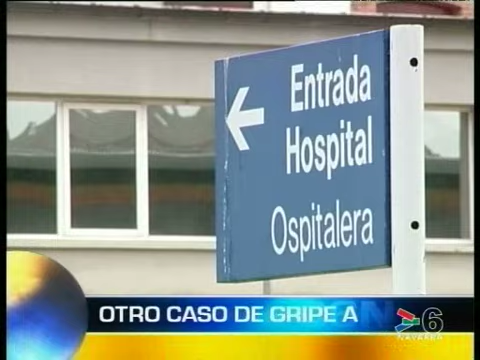 Entrada
Hospital
Ospitalera
OTRO CASO DE GRIPE A
6
NAVARRA